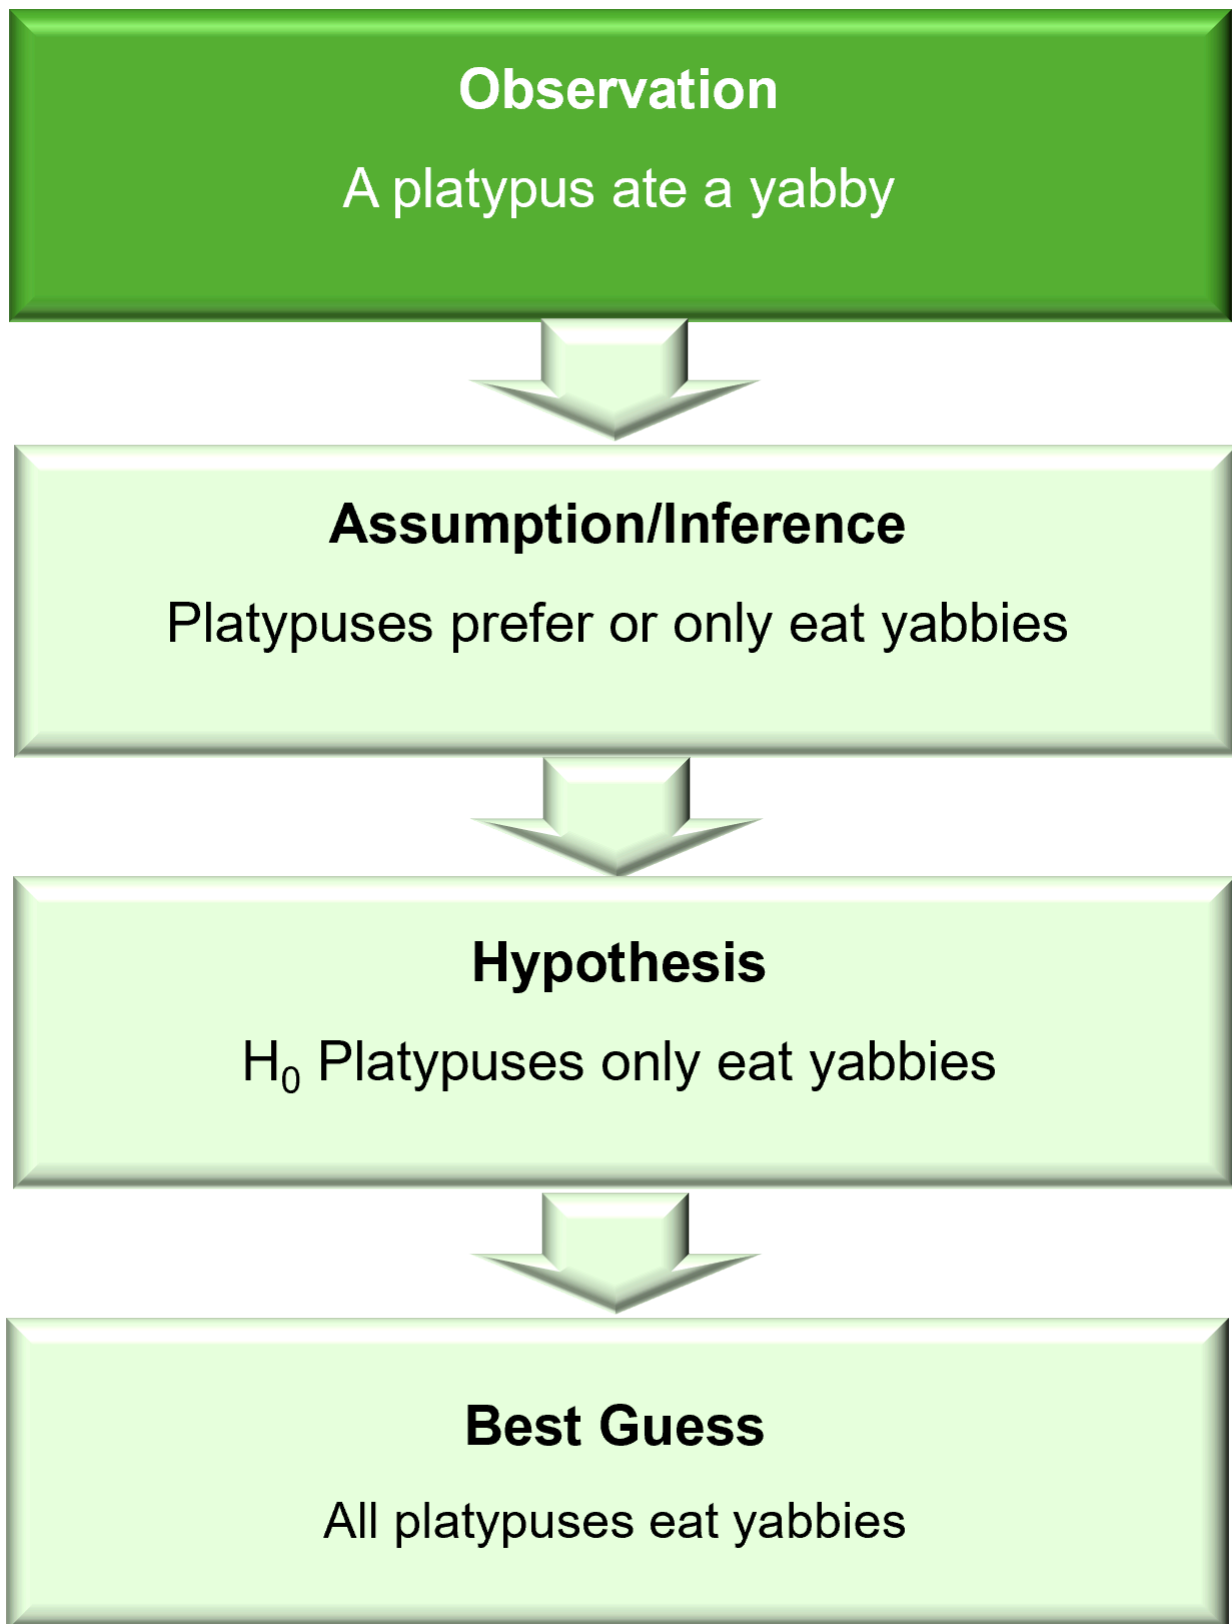 Observation
A platypus ate a yabby
Assumption/Inference
Platypuses prefer or only eat yabbies
Hypothesis
H₀ Platypuses only eat yabbies
Best Guess
All platypuses eat yabbies